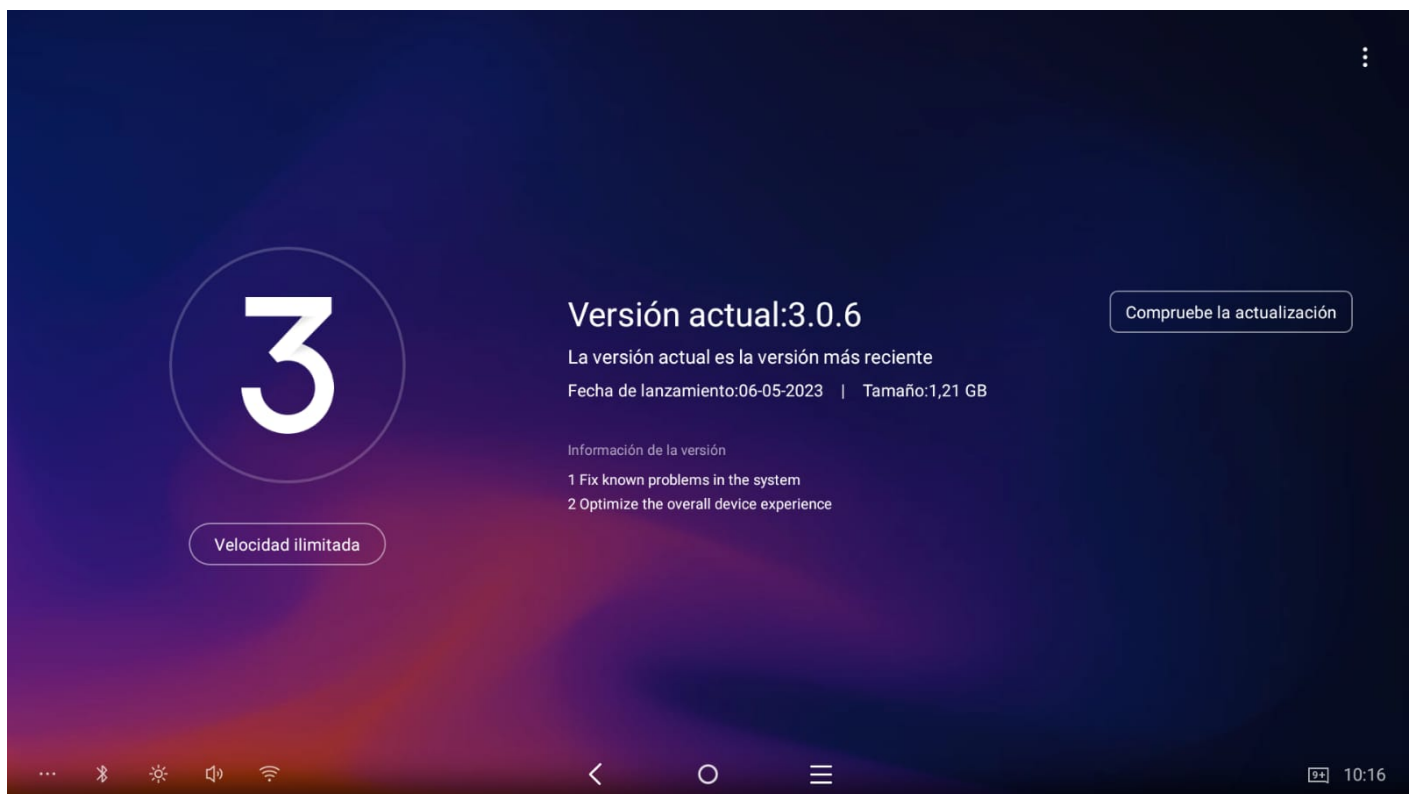 3
Versión actual:3.0.6
Compruebe la actualización
La versión actual es la versión más reciente
Fecha de lanzamiento:06-05-2023 | Tamaño:1,21 GB
Información de la versión
1 Fix known problems in the system
2 Optimize the overall device experience
Velocidad ilimitada
9+ 10:16